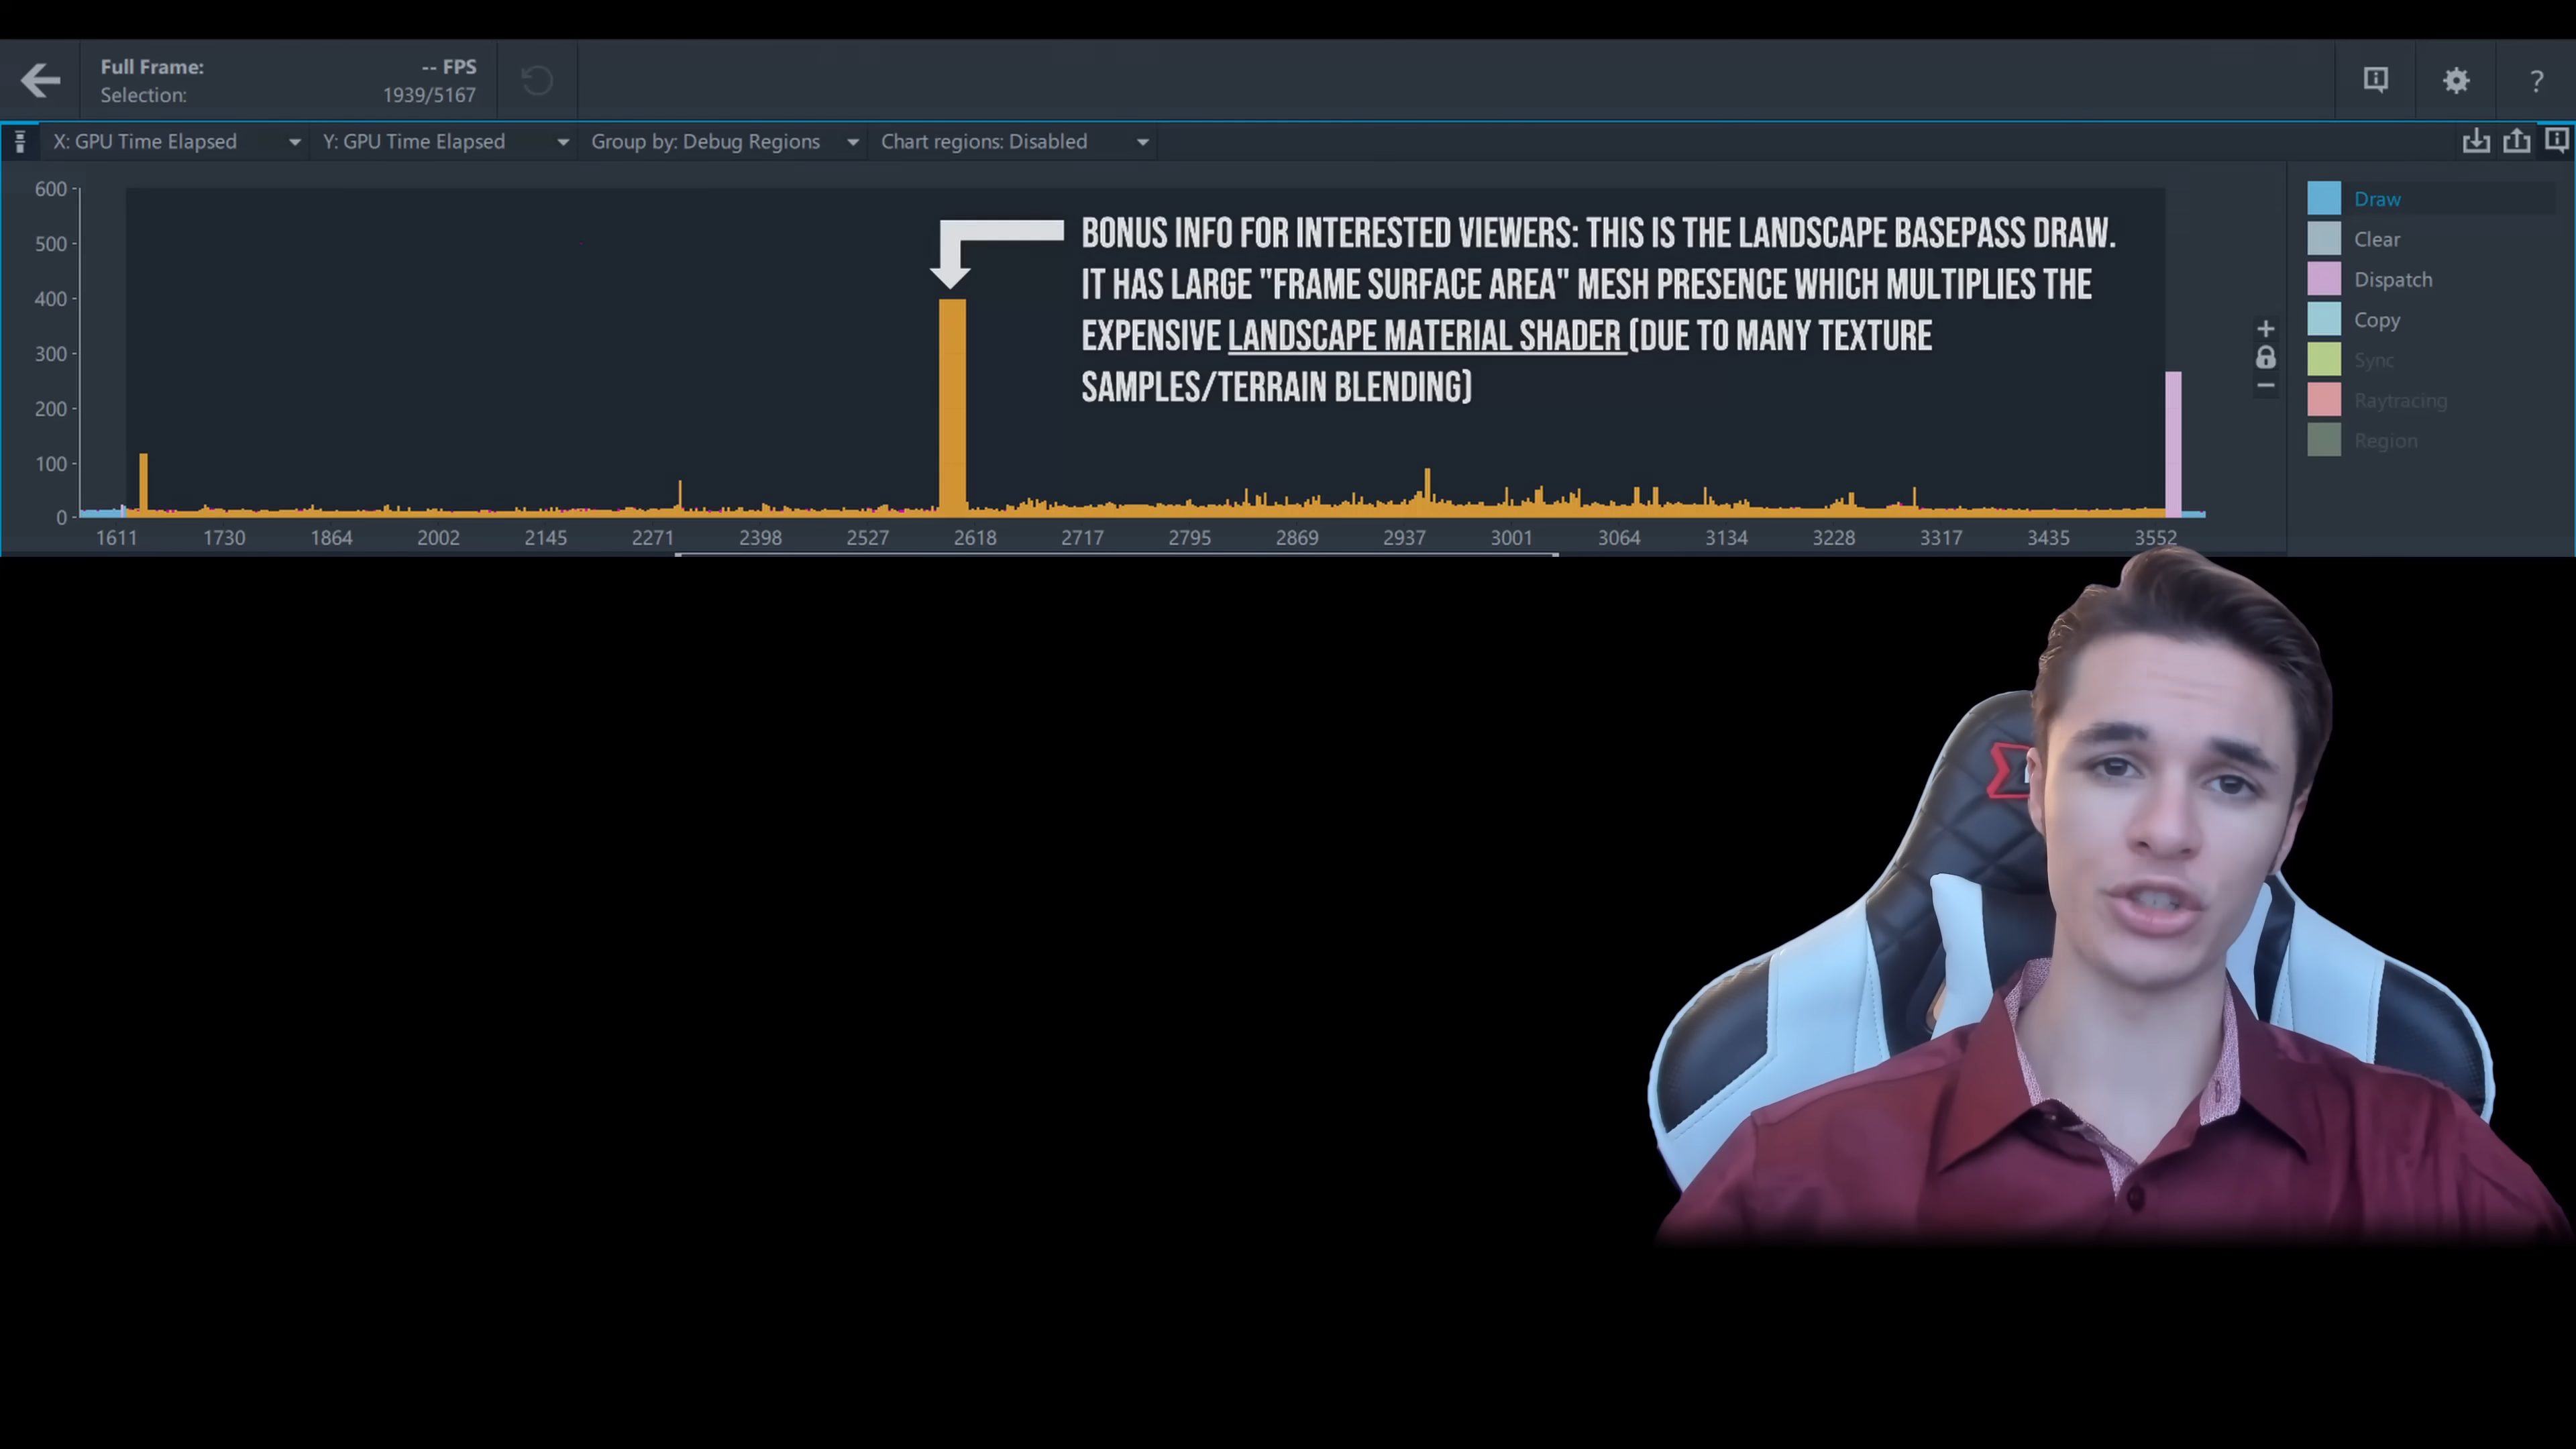 Full Frame: -- FPS
Selection: 1939/5167
?
X: GPU Time Elapsed Y: GPU Time Elapsed Group by: Debug Regions Chart regions: Disabled
600
500
400
300
200
100
0
BONUS INFO FOR INTERESTED VIEWERS: THIS IS THE LANDSCAPE BASEPASS DRAW.
IT HAS LARGE "FRAME SURFACE AREA" MESH PRESENCE WHICH MULTIPLIES THE
EXPENSIVE LANDSCAPE MATERIAL SHADER (DUE TO MANY TEXTURE
SAMPLES/TERRAIN BLENDING)
1611 1730 1864 2002 2145 2271 2398 2527 2618 2717 2795 2869 2937 3001 3064 3134 3228 3317 3435 3552
Draw
Clear
Dispatch
Copy
Sync
Raytracing
Region